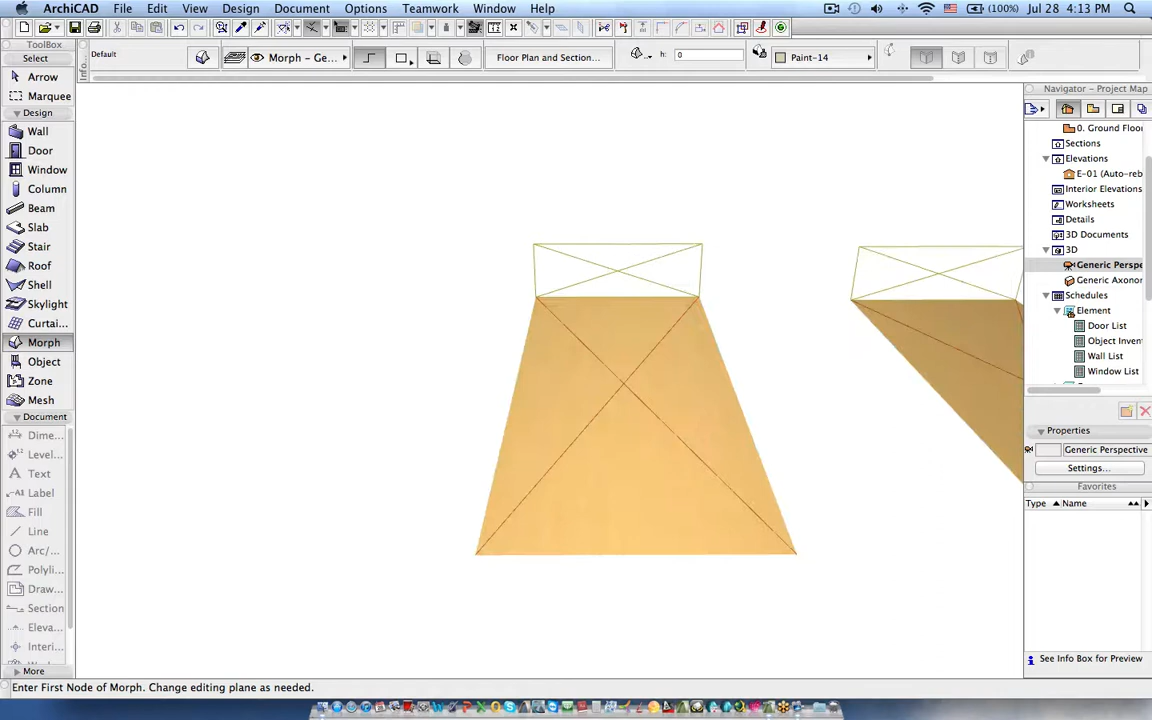 ArchiCAD File Edit View Design Document Options Teamwork Window Help (100%) Jul 28 4:13 PM
ToolBox
Select
Arrow
Marquee
Design
Wall
Door
Window
Column
Beam
Slab
Stair
Roof
Shell
Skylight
Curtai...
Morph
Object
Zone
Mesh
Document
Dime...
Level...
Text
Label
Fill
Line
Arc/...
Polyli...
Draw...
Section
Eleva...
Interi...
More
Info...
Default
Morph - Ge...
Floor Plan and Section...
h: 0
Paint-14
Navigator - Project Map
0. Ground Floor
Sections
Elevations
E-01 (Auto-reb
Interior Elevations
Worksheets
Details
3D Documents
3D
Generic Perspe
Generic Axonor
Schedules
Element
Door List
Object Invent
Wall List
Window List
Properties
Generic Perspective
Settings...
Favorites
Type Name
See Info Box for Preview
Enter First Node of Morph. Change editing plane as needed.